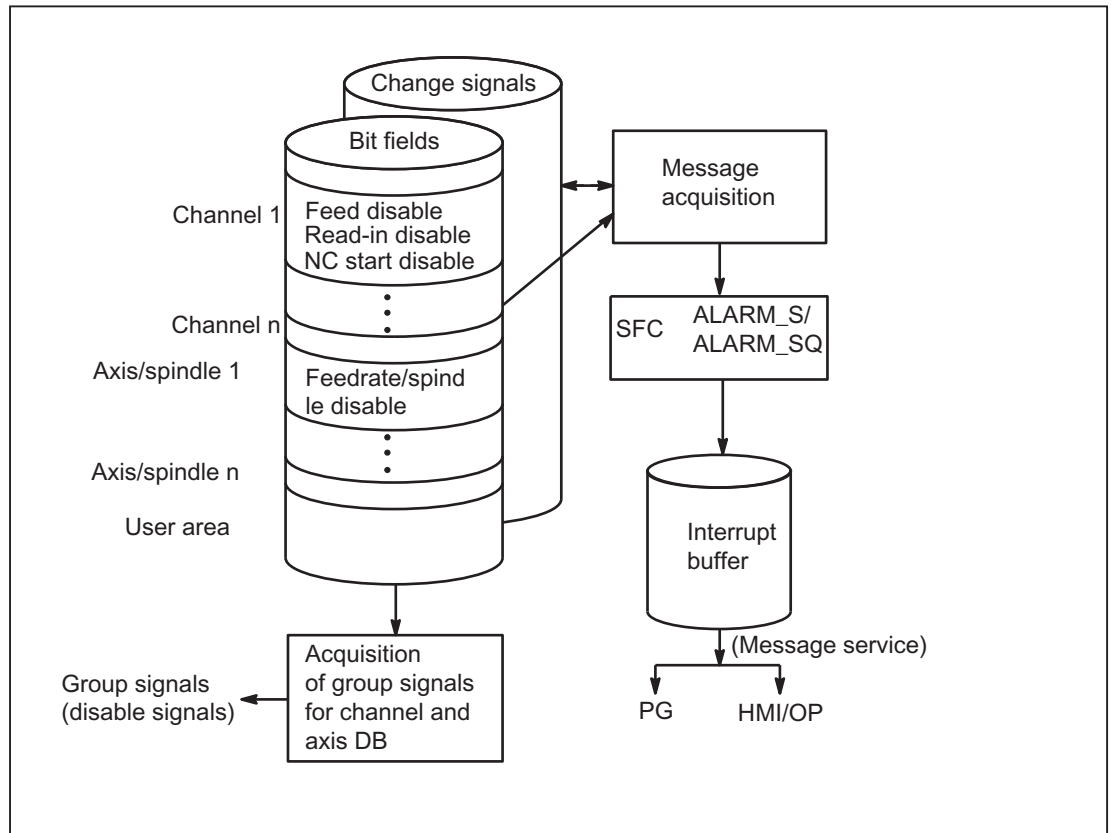 Change signals
Bit fields
Channel 1
Feed disable
Read-in disable
NC start disable
Channel n
Axis/spindle 1
Feedrate/spind
le disable
Axis/spindle n
User area
Message
acquisition
SFC
ALARM_S/
ALARM_SQ
Interrupt
buffer
(Message service)
PG
HMI/OP
Acquisition
of group signals
for channel and
axis DB
Group signals
(disable signals)